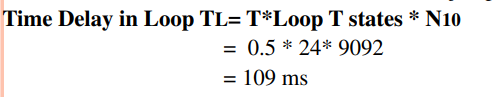 Time Delay in Loop TL= T*Loop T states * N10
= 0.5 * 24* 9092
= 109 ms